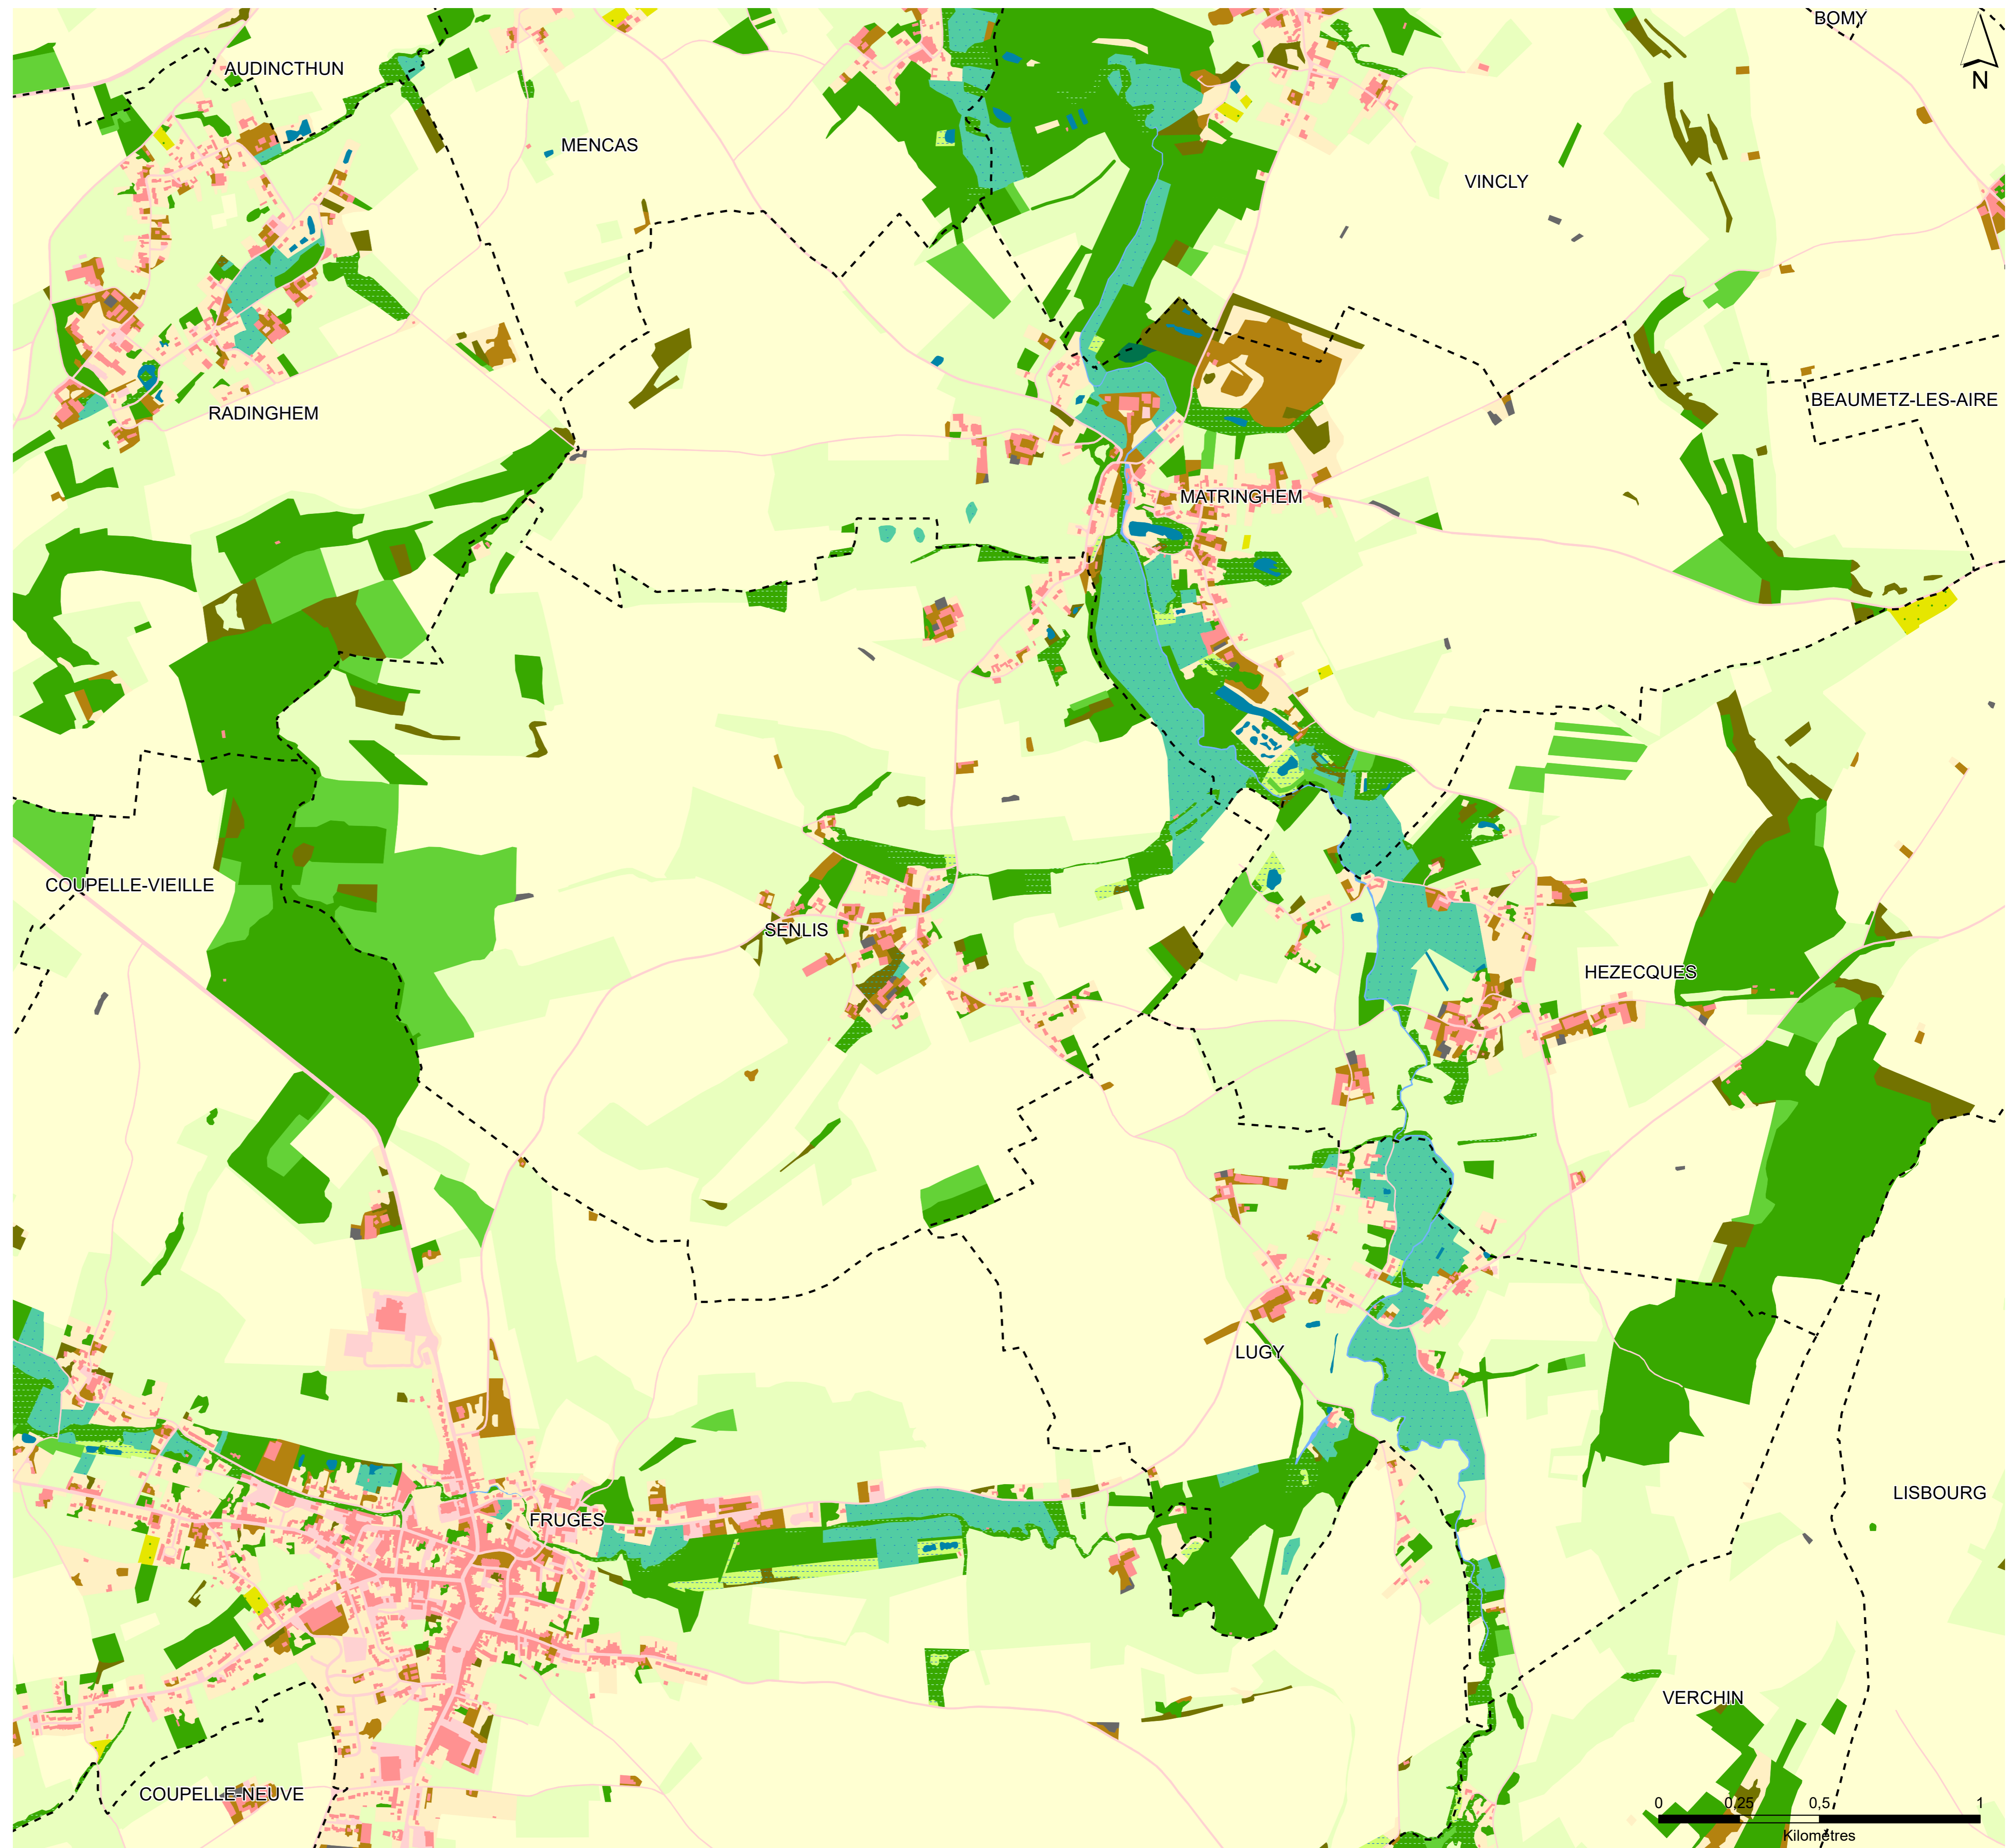 BOMY
AUDINCTHUN
N
MENCAS
VINCLY
BEAUMETZ-LES-AIRE
RADINGHEM
MATRINGHEM
COUPELLE-VIEILLE
SENLIS
HEZECQUES
LUGY
LISBOURG
FRUGES
VERCHIN
COUPELLE-NEUVE
0 0,25 0,5 1
Kilomètres